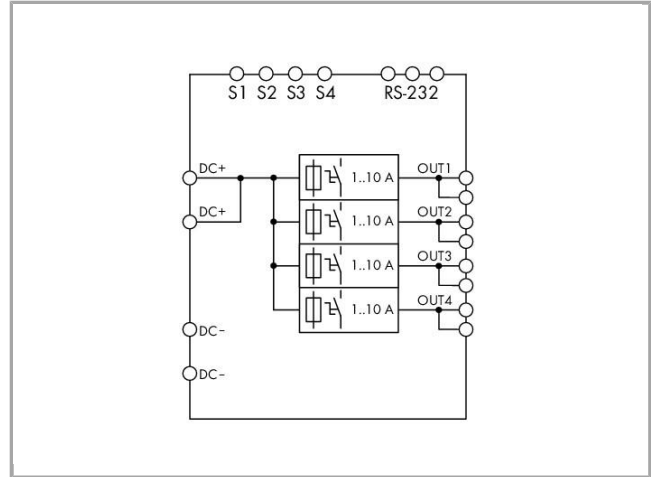 S1 S2 S3 S4 RS-232
DC+ 1..10 A OUT1
DC+ 1..10 A OUT2
1..10 A OUT3
1..10 A OUT4
DC–
DC–